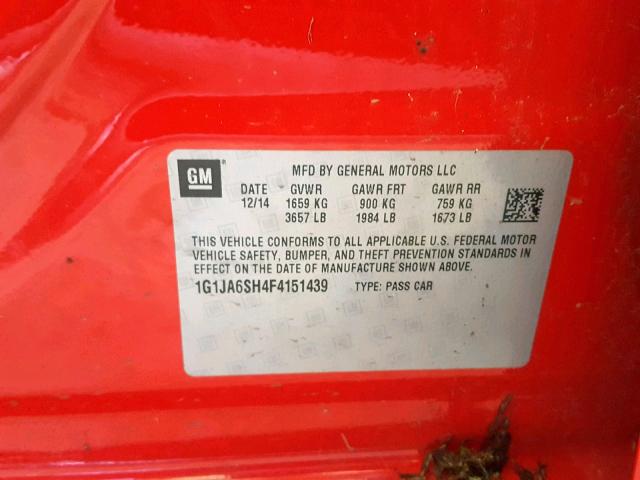 GM
MFD BY GENERAL MOTORS LLC
DATE GVWR GAWR FRT GAWR RR
12/14 1659 KG 900 KG 759 KG
3657 LB 1984 LB 1673 LB
THIS VEHICLE CONFORMS TO ALL APPLICABLE U.S. FEDERAL MOTOR
VEHICLE SAFETY, BUMPER, AND THEFT PREVENTION STANDARDS IN
EFFECT ON THE DATE OF MANUFACTURE SHOWN ABOVE.
1G1JA6SH4F4151439 TYPE: PASS CAR